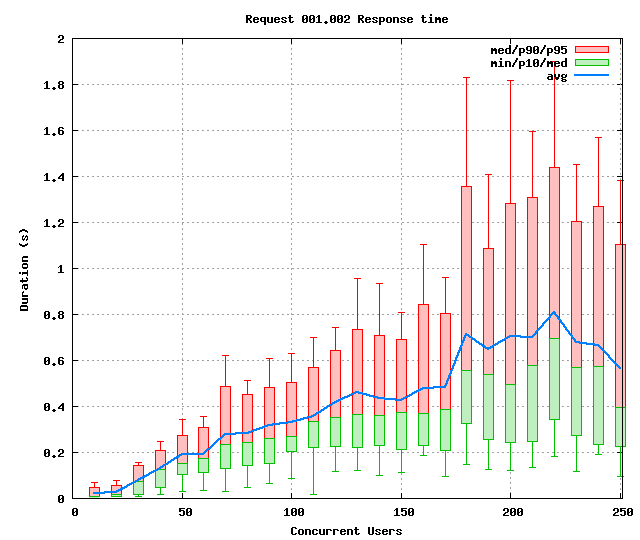 Request 001.002 Response time
med/p90/p95
min/p10/med
avg
2
1.8
1.6
1.4
1.2
1
0.8
0.6
0.4
0.2
0
Duration (s)
0 50 100 150 200 250
Concurrent Users